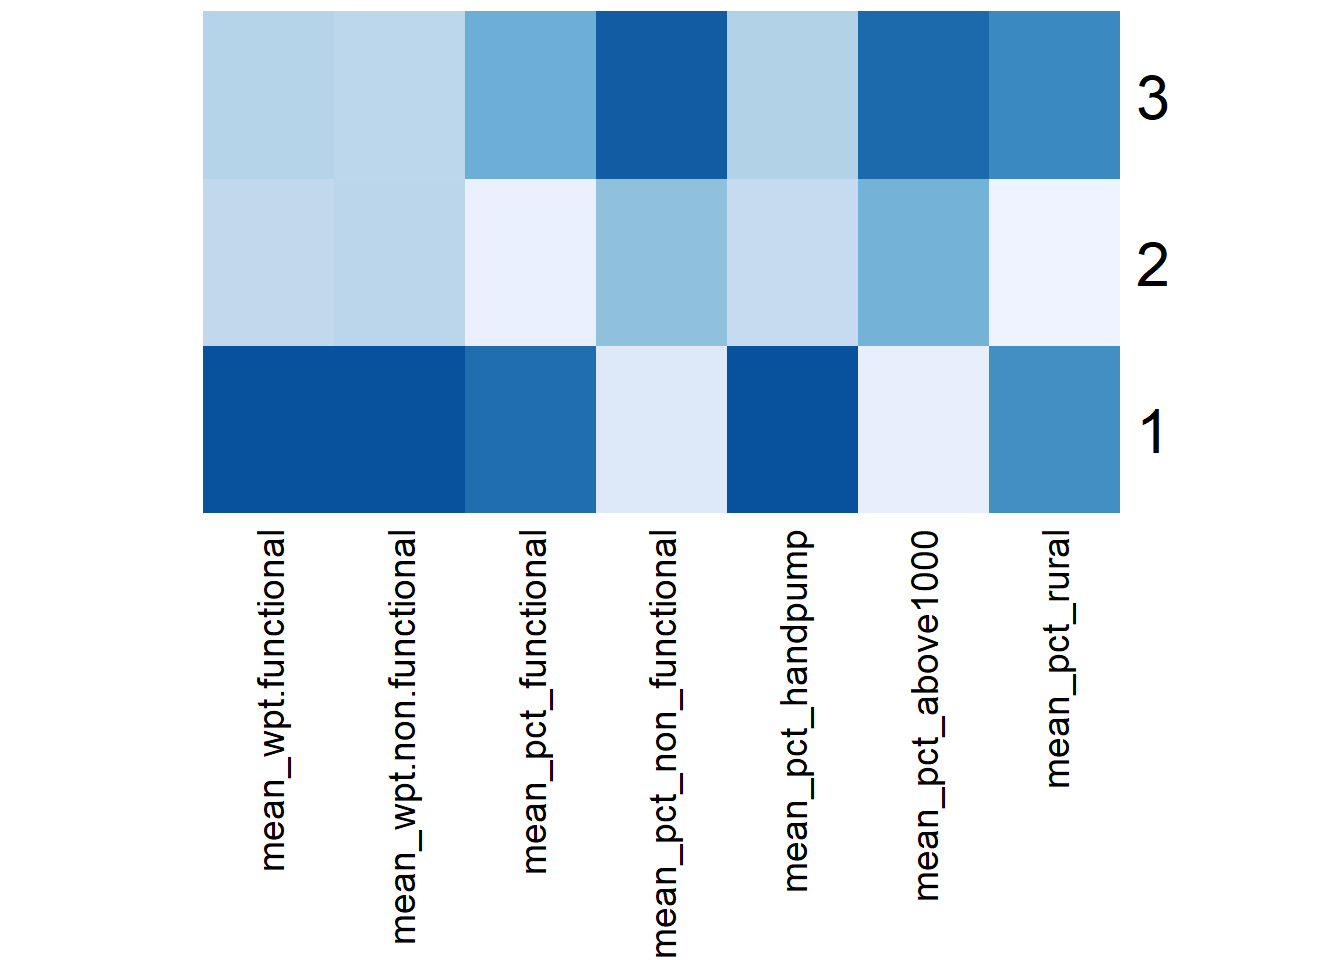 3
2
1
mean_wpt.functional
mean_wpt.non.functional
mean_pct_functional
mean_pct_non_functional
mean_pct_handpump
mean_pct_above1000
mean_pct_rural